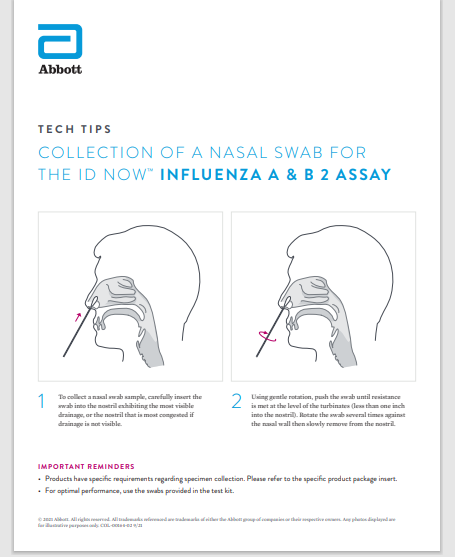 Abbott
TECH TIPS
COLLECTION OF A NASAL SWAB FOR
THE ID NOW™ INFLUENZA A & B 2 ASSAY
1
To collect a nasal swab sample, carefully insert the
swab into the nostril exhibiting the most visible
drainage, or the nostril that is most congested if
drainage is not visible.
2
Using gentle rotation, push the swab until resistance
is met at the level of the turbinates (less than one inch
into the nostril). Rotate the swab several times against
the nasal wall then slowly remove from the nostril.
IMPORTANT REMINDERS
• Products have specific requirements regarding specimen collection. Please refer to the specific product package insert.
• For optimal performance, use the swabs provided in the test kit.
© 2021 Abbott. All rights reserved. All trademarks referenced are trademarks of either the Abbott group of companies or their respective owners. Any photos displayed are
for illustrative purposes only.